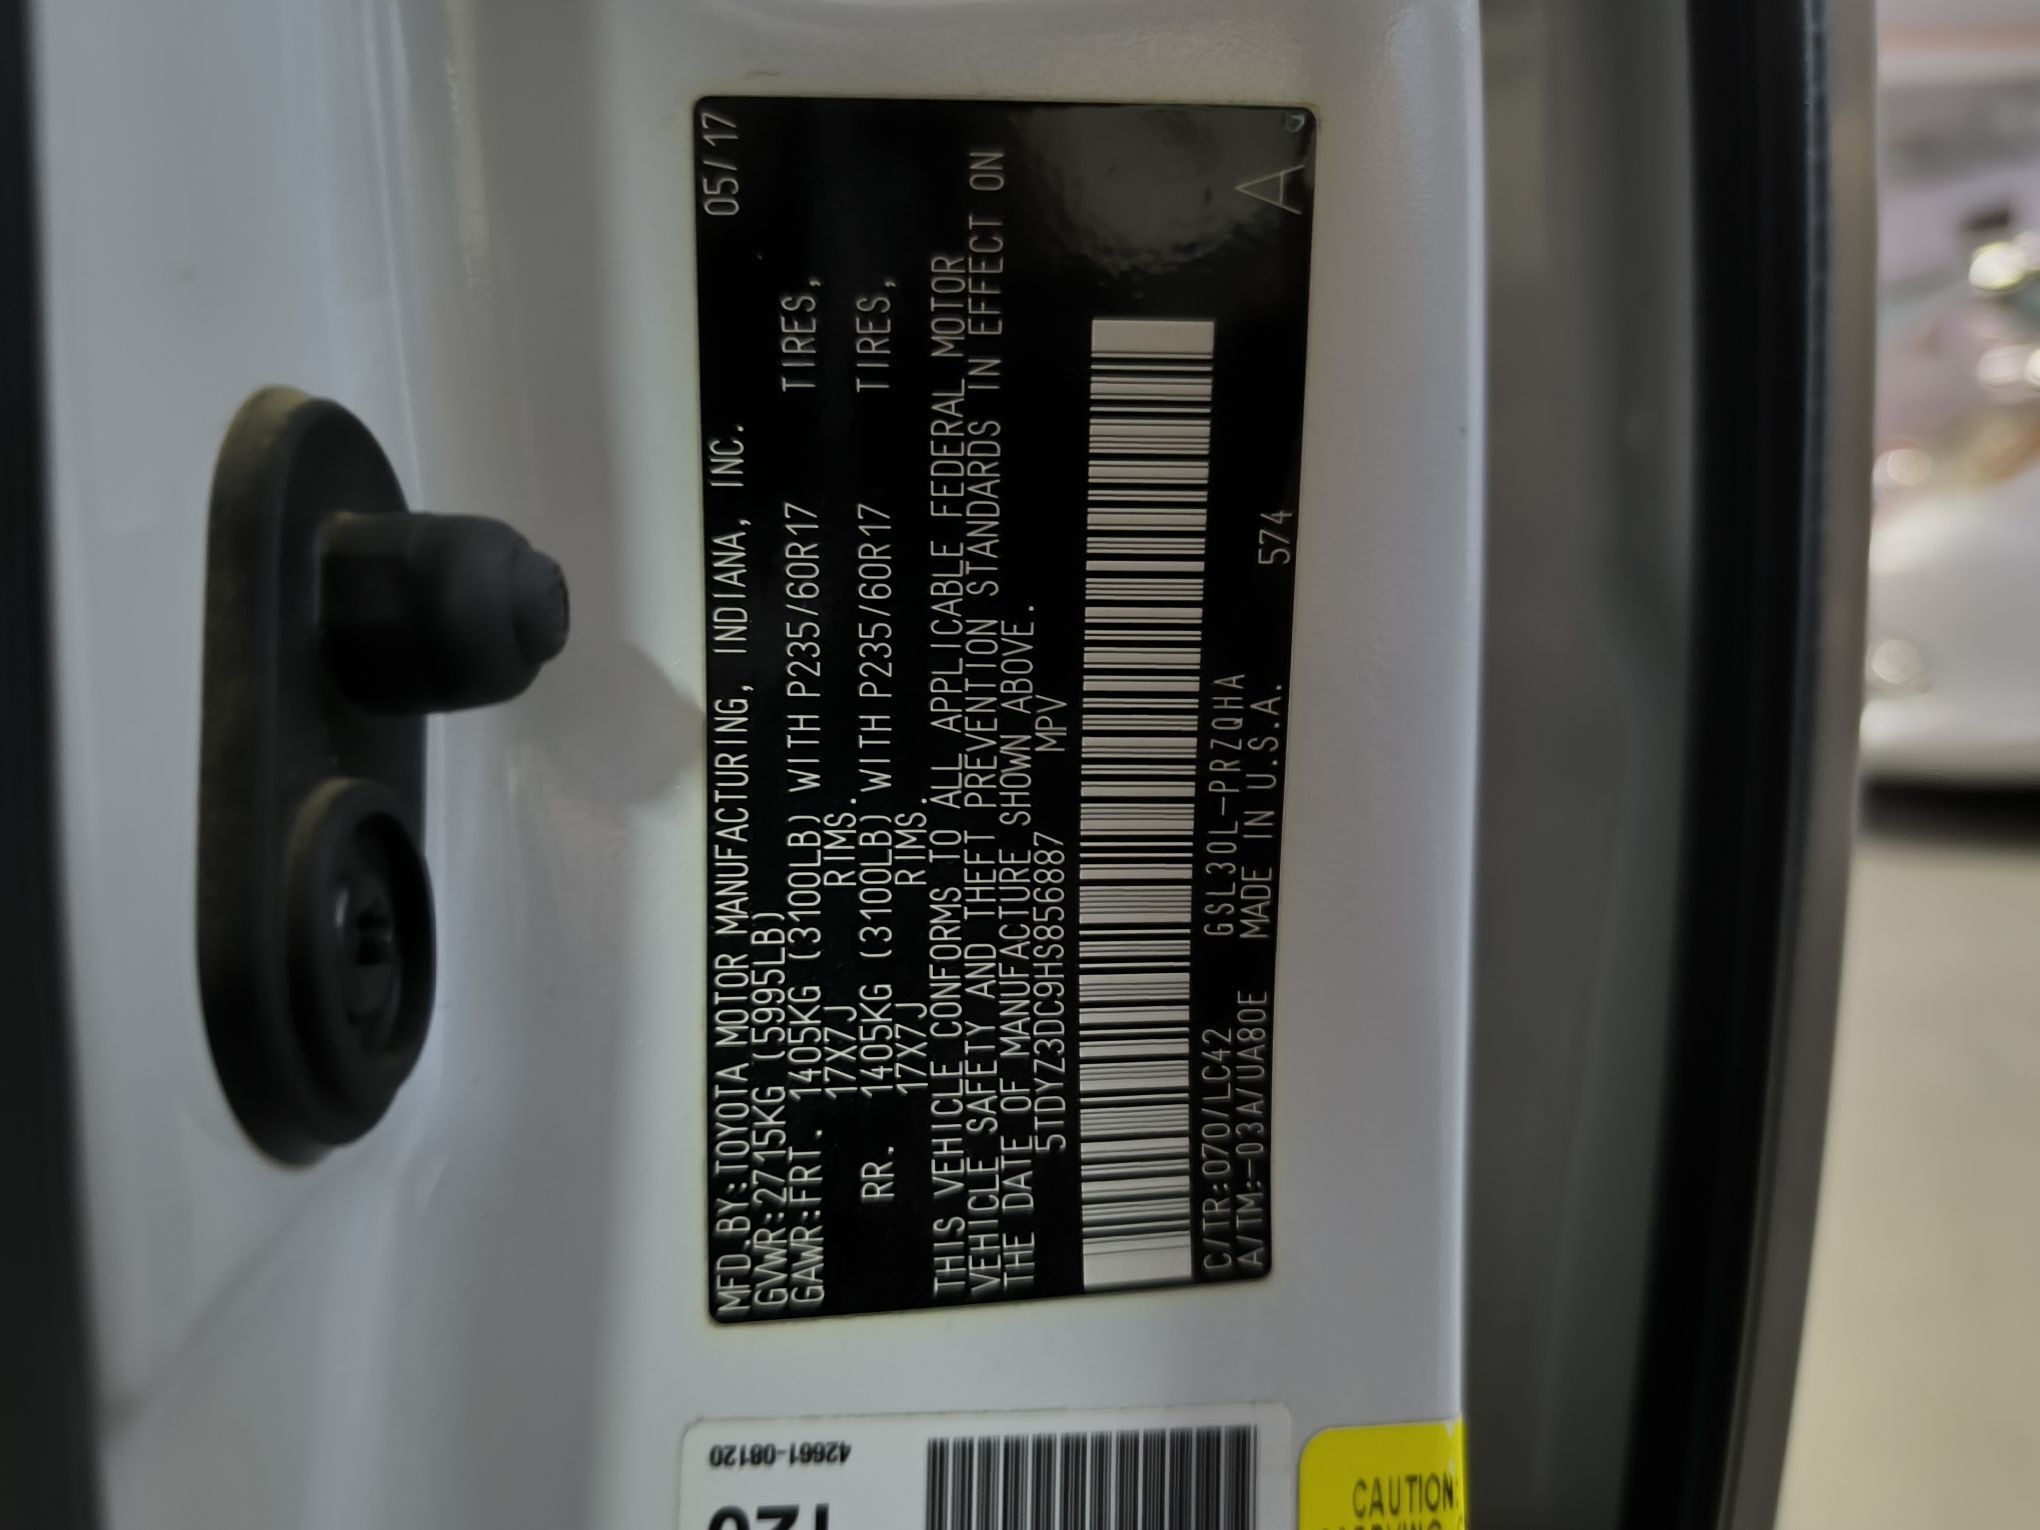 MFD.BY:TOYOTA MOTOR MANUFACTURING, INDIANA, INC. 05/17
GVWR:2715KG (5995LB)
GAWR:FRT. 1405KG (3100LB) WITH P235/60R17 TIRES,
17X7J RIMS.
RR. 1405KG (3100LB) WITH P235/60R17 TIRES,
17X7J RIMS.
THIS VEHICLE CONFORMS TO ALL APPLICABLE FEDERAL MOTOR
VEHICLE SAFETY AND THEFT PREVENTION STANDARDS IN EFFECT ON
THE DATE OF MANUFACTURE SHOWN ABOVE.
5TDYZ3DC9HS856887 MPV
C/TR:070/LC42 GSL30L-PRZQHA
A/TM:-03A/UA80E MADE IN U.S.A. 574 A
42661-08120
CAUTION: